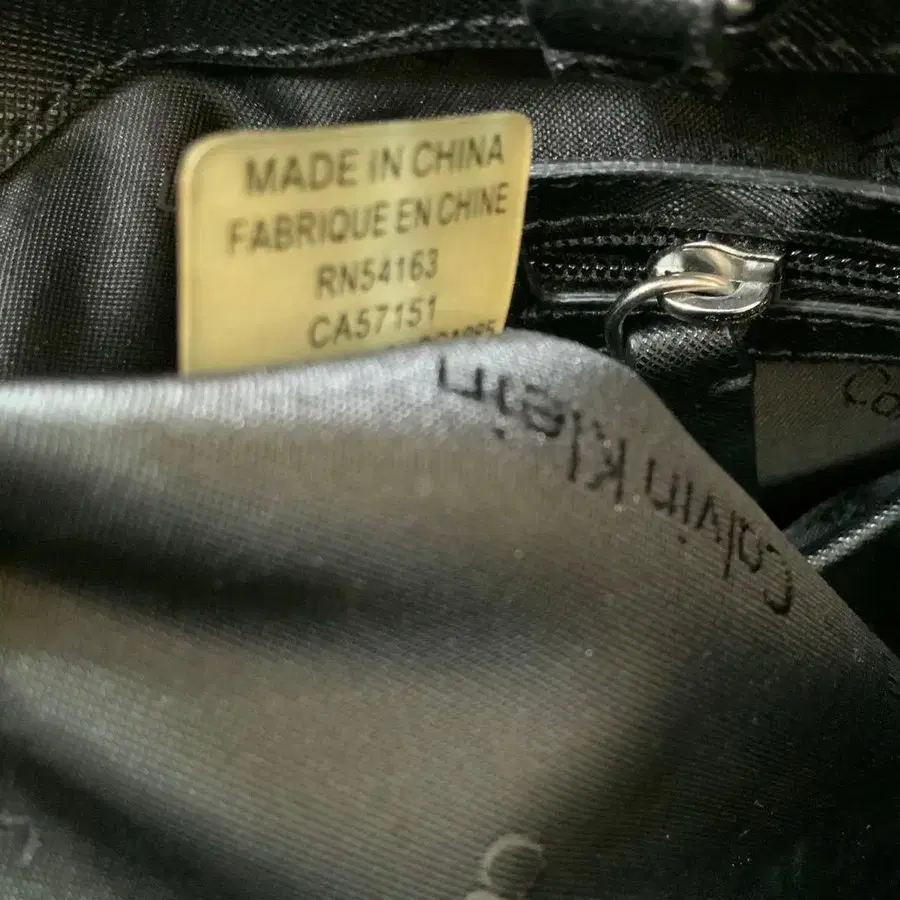 MADE IN CHINA
FABRIQUE EN CHINE
RN54163
CA57151
Calvin Klein